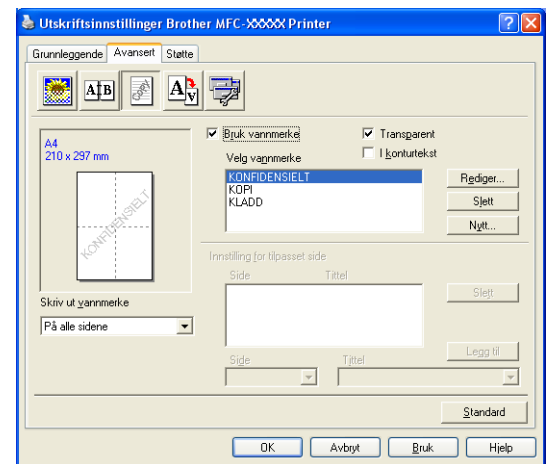 Utskriftsinnstillinger Brother MFC-XXXXX Printer
Grunnleggende Avansert Støtte
A4
210 x 297 mm
KONFIDENSIELT
Skriv ut vannmerke
På alle sidene
Bruk vannmerke
Transparent
I konturtekst
Velg vannmerke
KONFIDENSIELT
KOPI
KLADD
Rediger...
Slett
Nytt...
Innstilling for tilpasset side
Side Tittel
Slett
Legg til
Side Tittel
Standard
OK Avbryt Bruk Hjelp